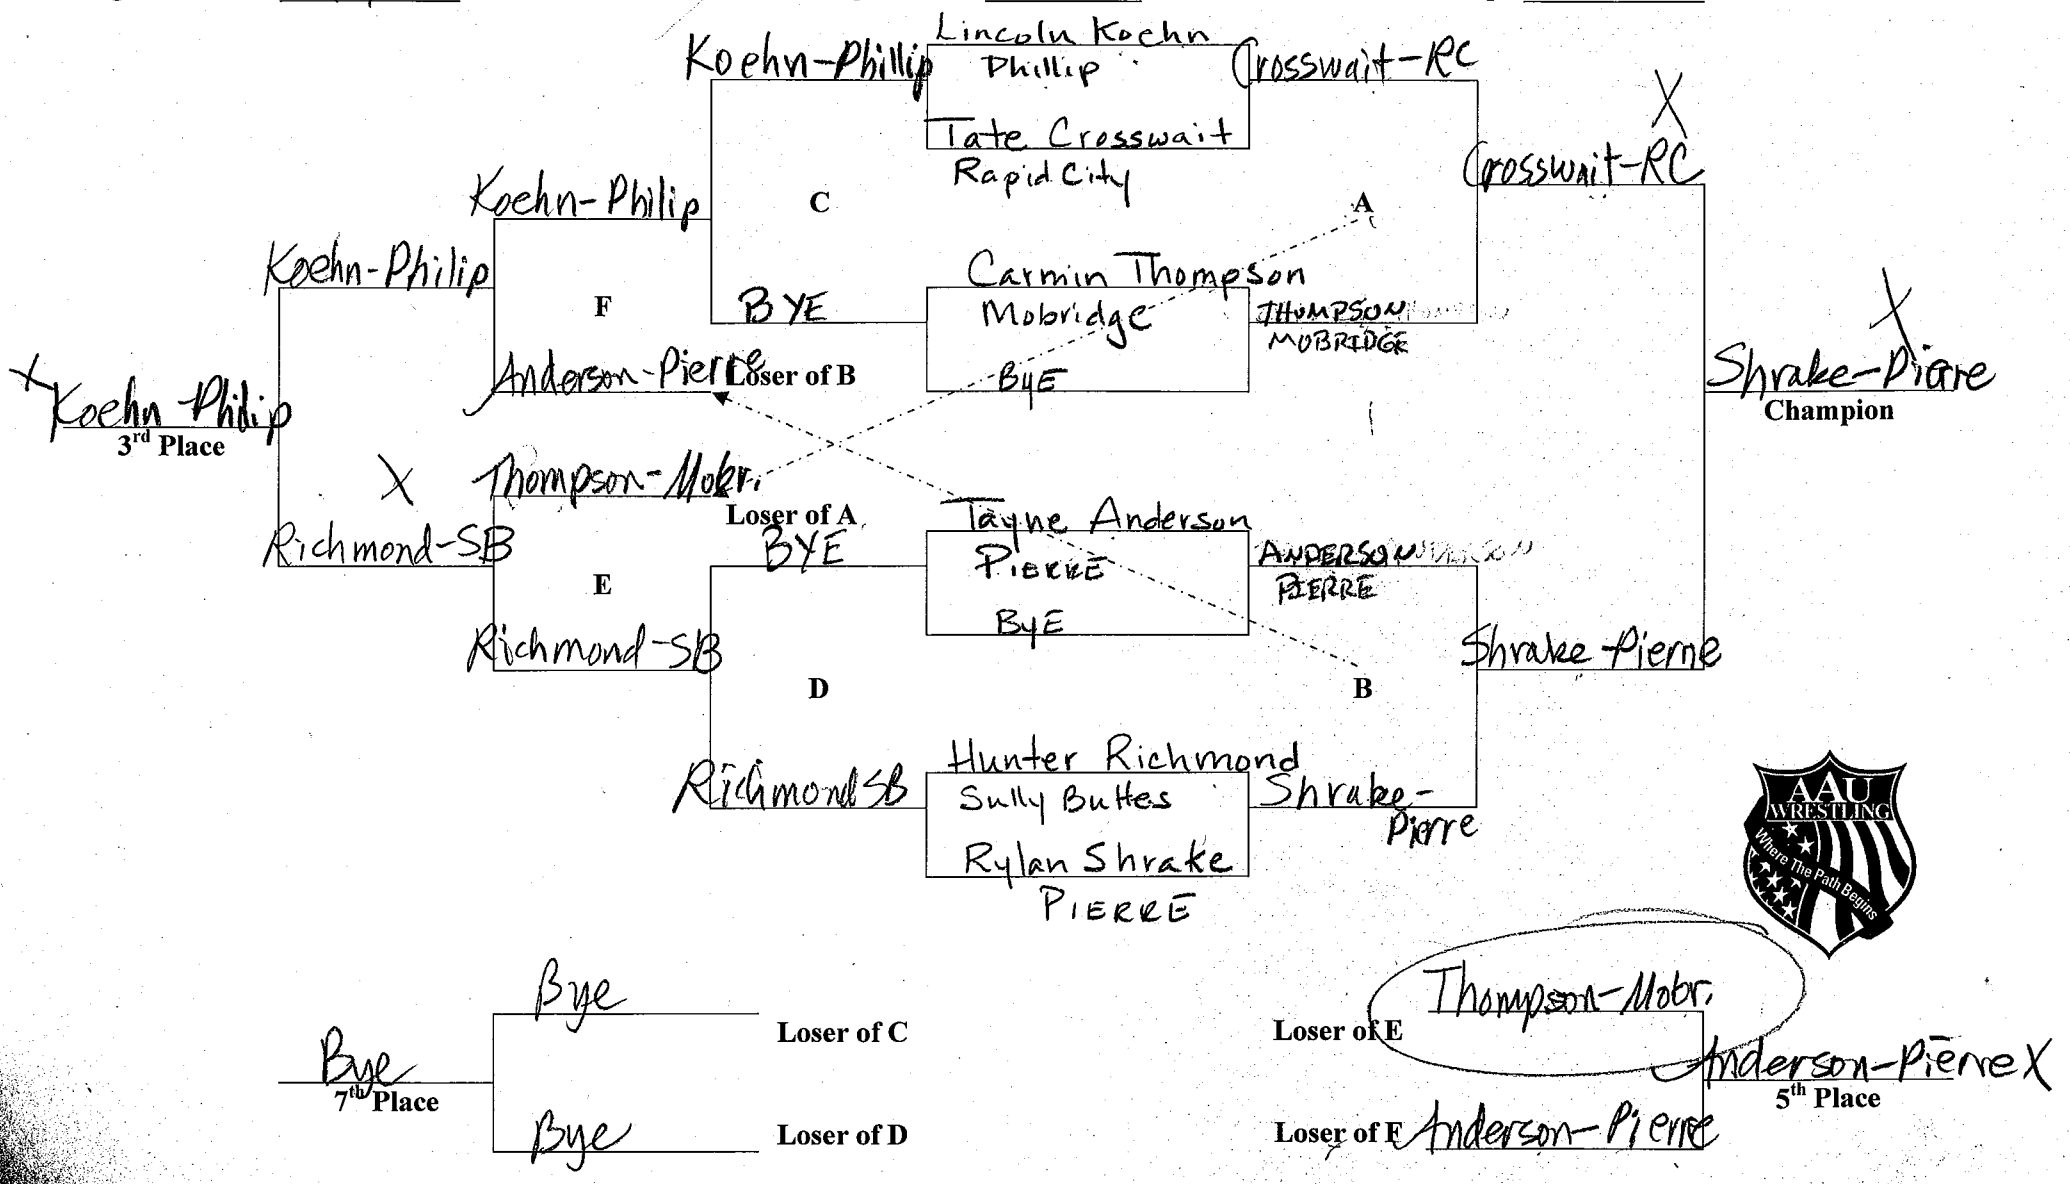 Lincoln Koehn
Koehn-Phillip
Phillip
Crosswait-RC
X
Tate Crosswait
Rapid City
Crosswait-RC
Koehn-Philip
C
A
Koehn-Philip
Carmin Thompson
F
BYE
Mobridge
THOMPSON
MOBRIDGE
X
Anderson-Pierre
Loser of B
BYE
Shrake-Pierre
Champion
X
Koehn-Philip
3rd Place
X
Thompson-Mobr.
Loser of A
Tayne Anderson
Richmond-SB
BYE
PIERRE
ANDERSON
PIERRE
E
BYE
Richmond-SB
Shrake-Pierre
D
B
Hunter Richmond
Richmond SB
Sully Buttes
Shrake-
Pierre
Rylan Shrake
PIERRE
AAU
WRESTLING
Where The Path Begins
Bye
Loser of C
Thompson-Mobr.
Loser of E
Bye
7th Place
Anderson-Pierre X
5th Place
Bye
Loser of D
Loser of F
Anderson-Pierre